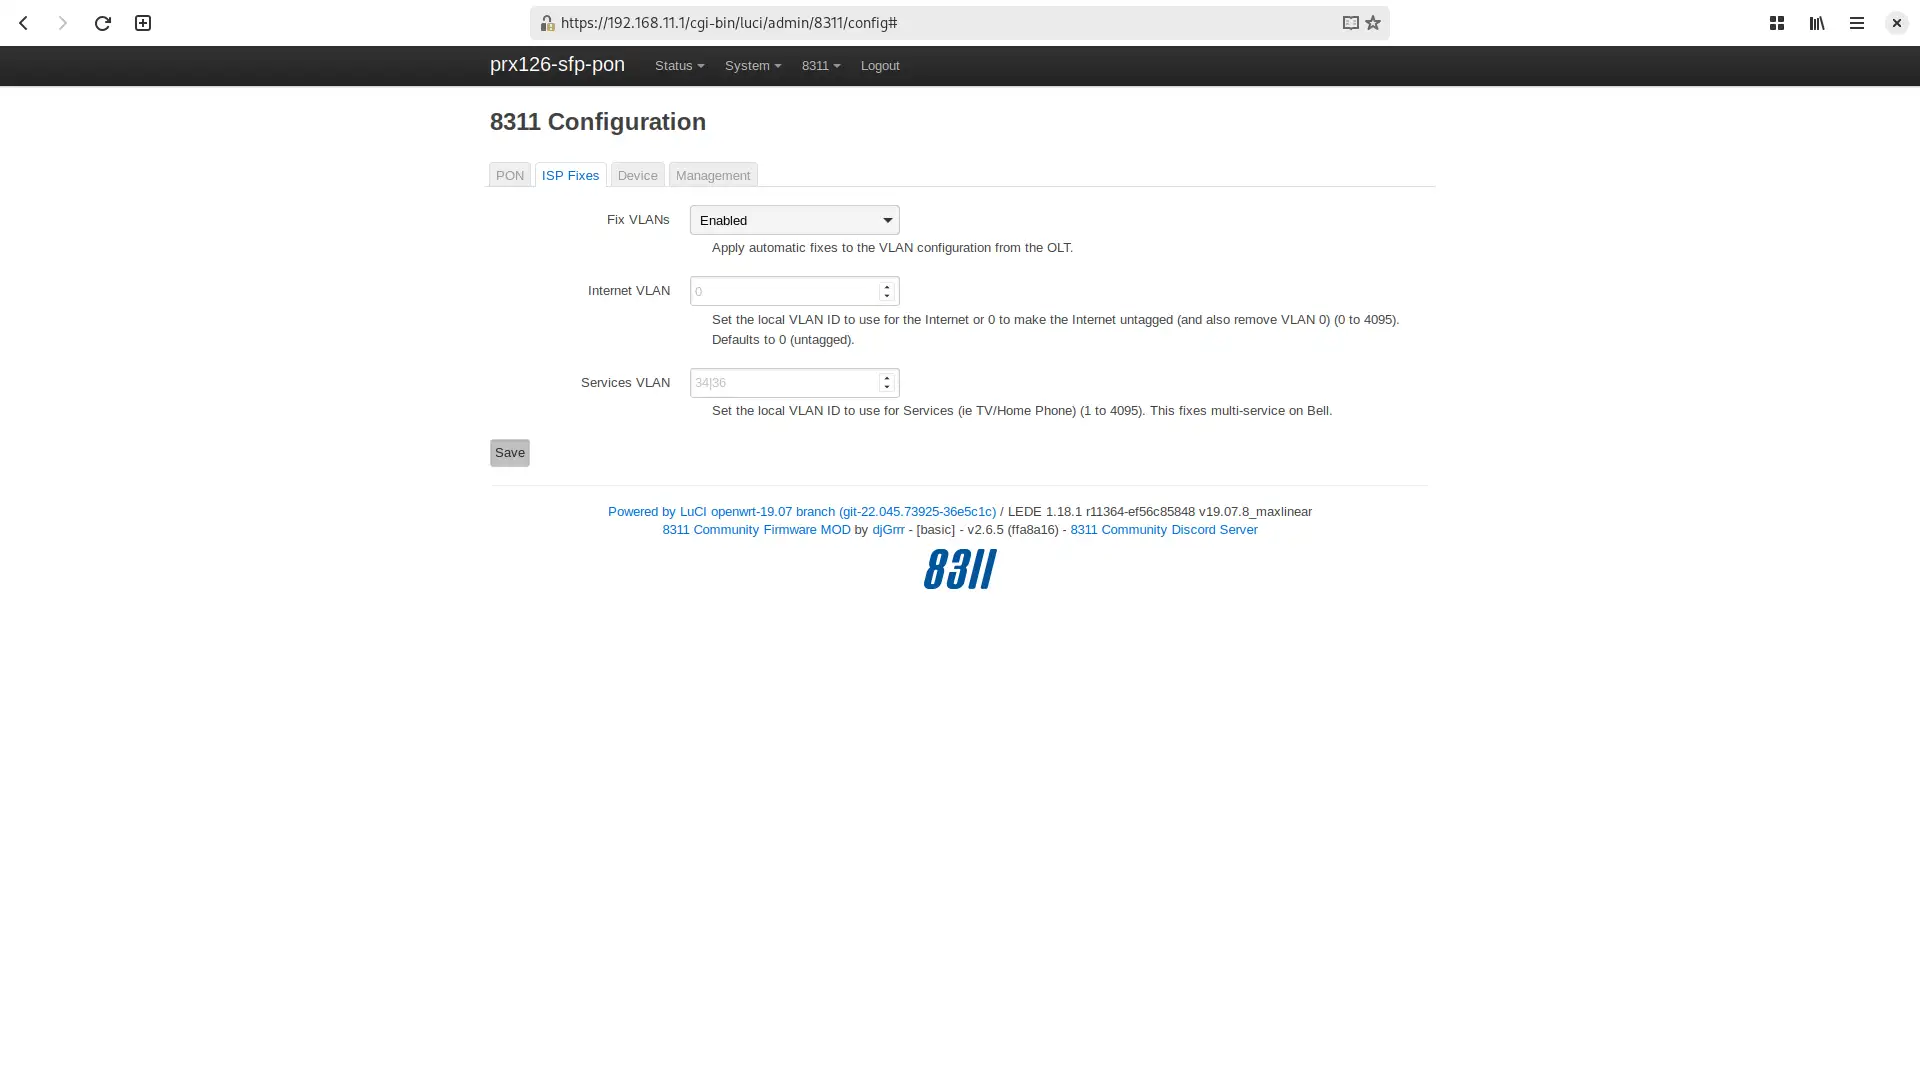 https://192.168.11.1/cgi-bin/luci/admin/8311/config#
prx126-sfp-pon Status System 8311 Logout
8311 Configuration
PON ISP Fixes Device Management
Fix VLANs Enabled
Apply automatic fixes to the VLAN configuration from the OLT.
Internet VLAN 0
Set the local VLAN ID to use for the Internet or 0 to make the Internet untagged (and also remove VLAN 0) (0 to 4095).
Defaults to 0 (untagged).
Services VLAN 34|36
Set the local VLAN ID to use for Services (ie TV/Home Phone) (1 to 4095). This fixes multi-service on Bell.
Save
Powered by LuCI openwrt-19.07 branch (git-22.045.73925-36e5c1c) / LEDE 1.18.1 r11364-ef56c85848 v19.07.8_maxlinear
8311 Community Firmware MOD by djGrrr - [basic] - v2.6.5 (ffa8a16) - 8311 Community Discord Server
8311